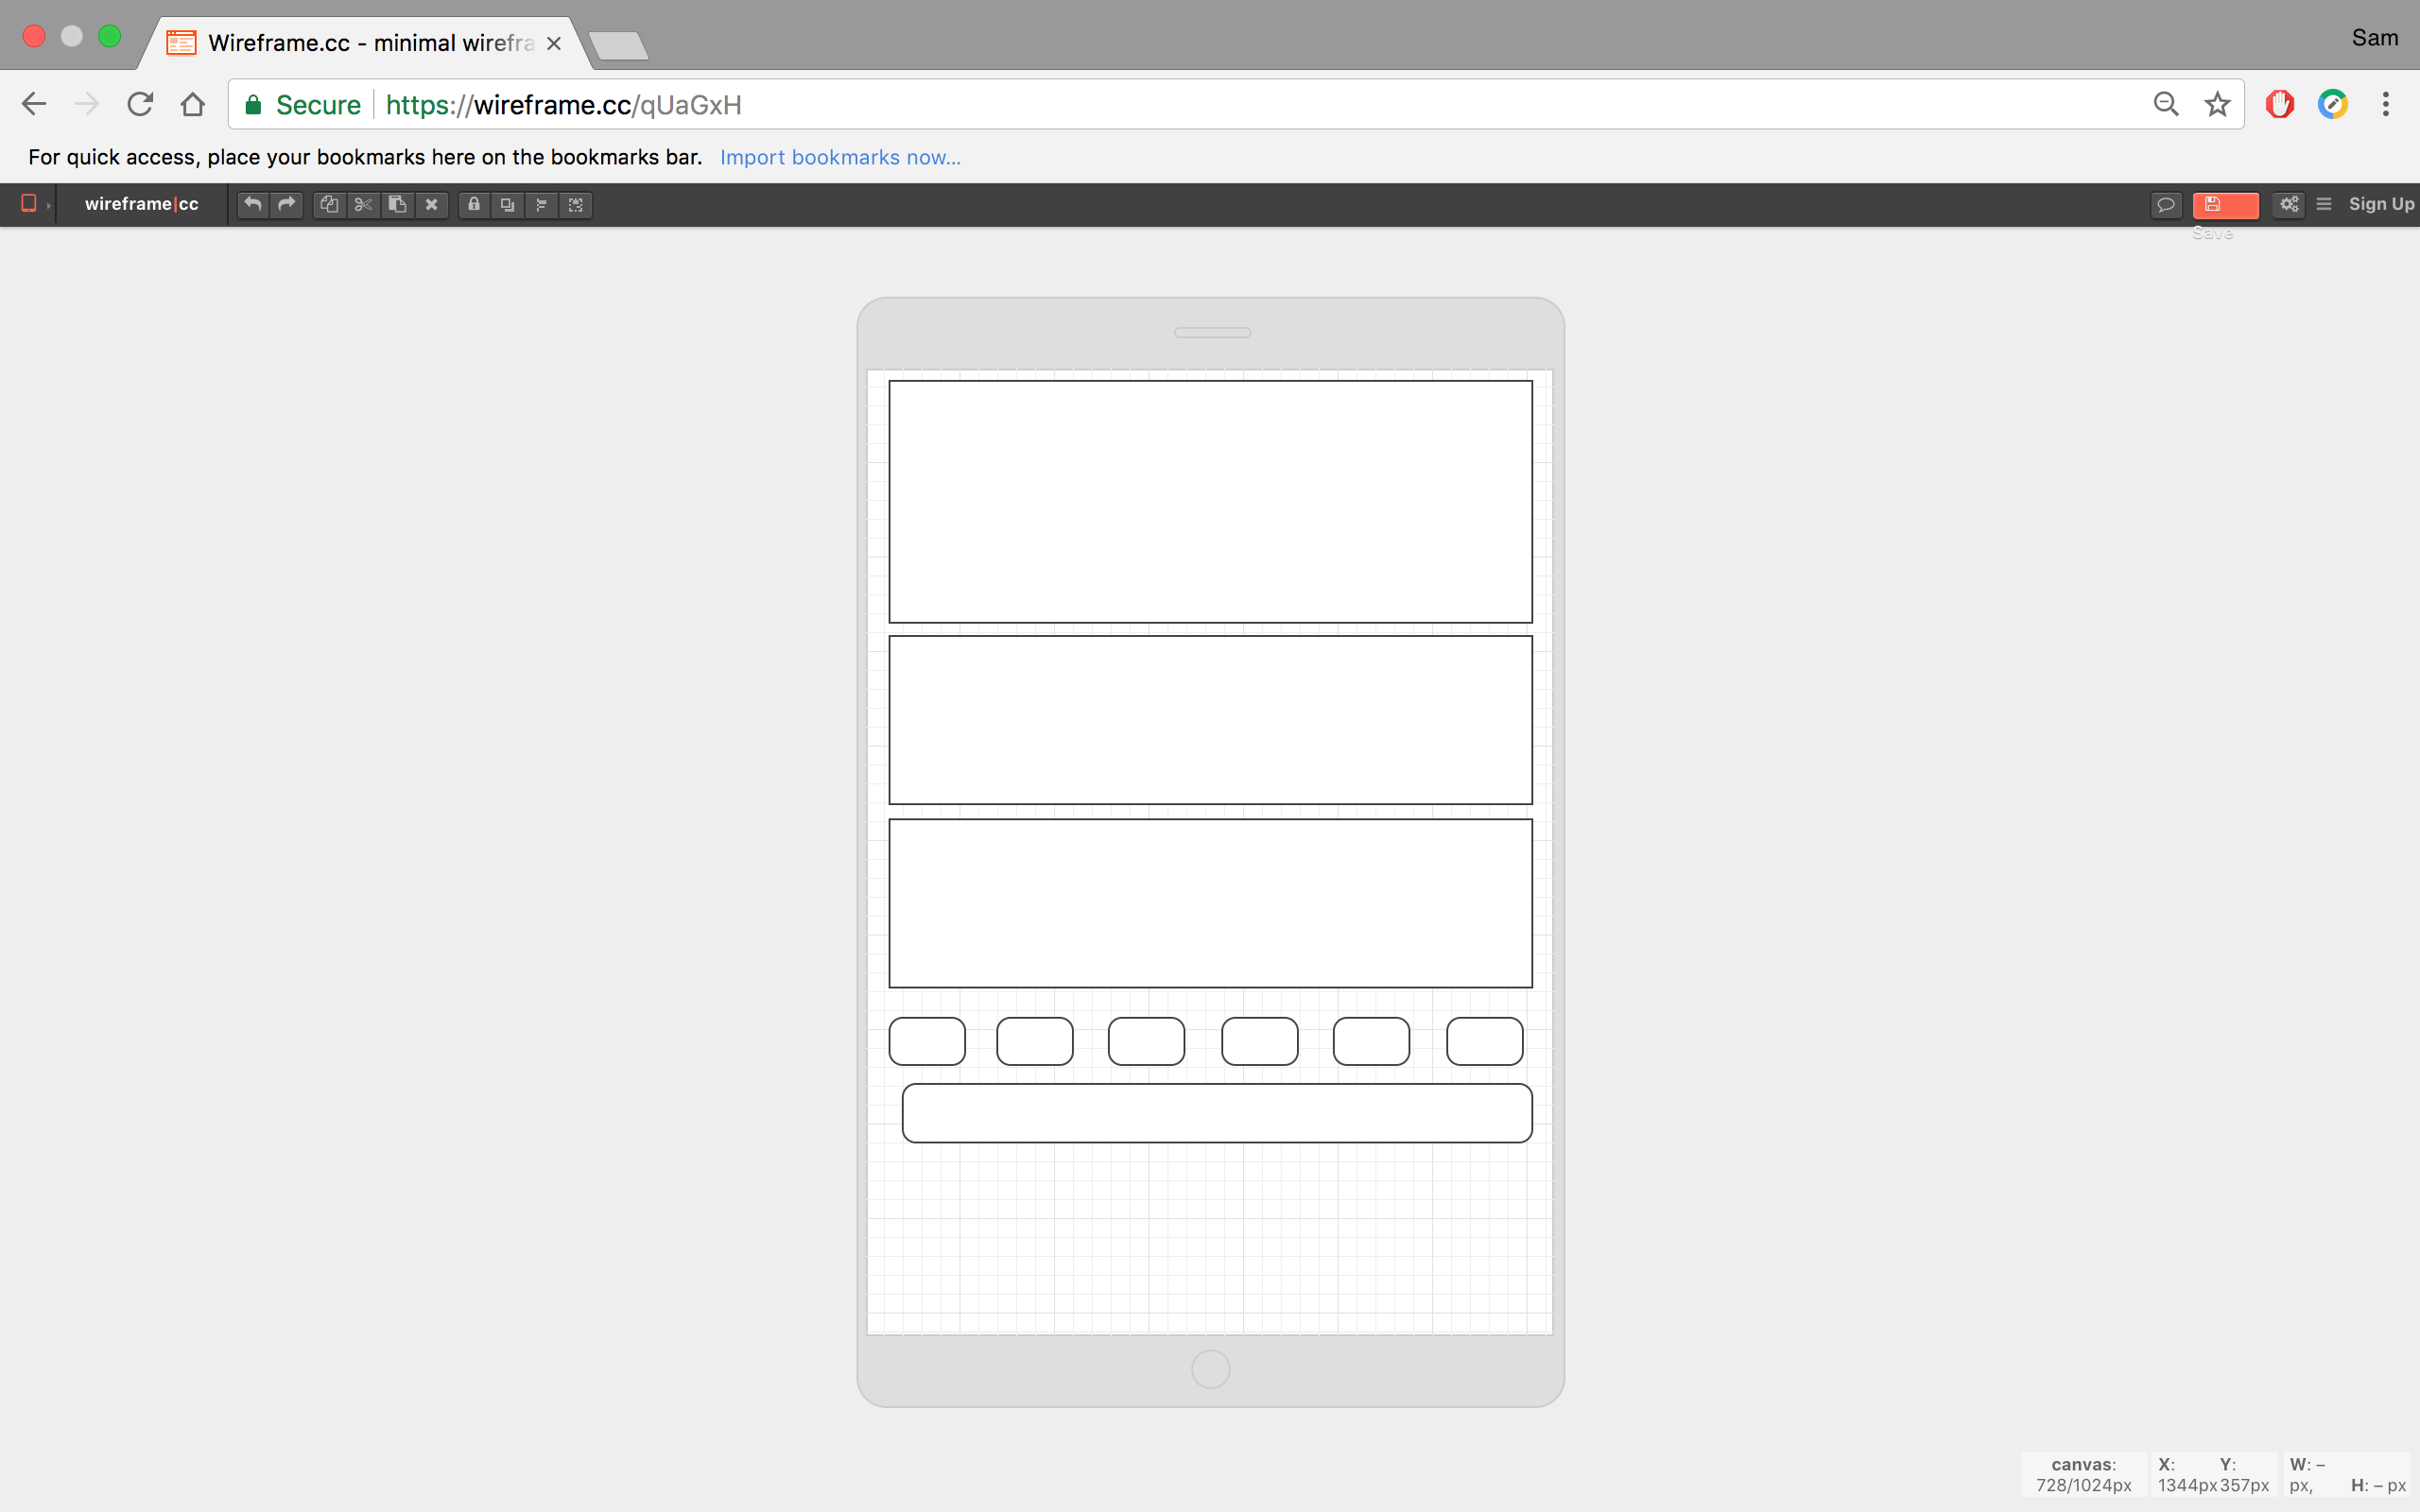 Wireframe.cc - minimal wirefra
Sam
Secure https://wireframe.cc/qUaGxH
For quick access, place your bookmarks here on the bookmarks bar. Import bookmarks now...
wireframe|cc
Sign Up
Save
canvas: X: Y: W: –
728/1024px 1344px 357px px, H: – px